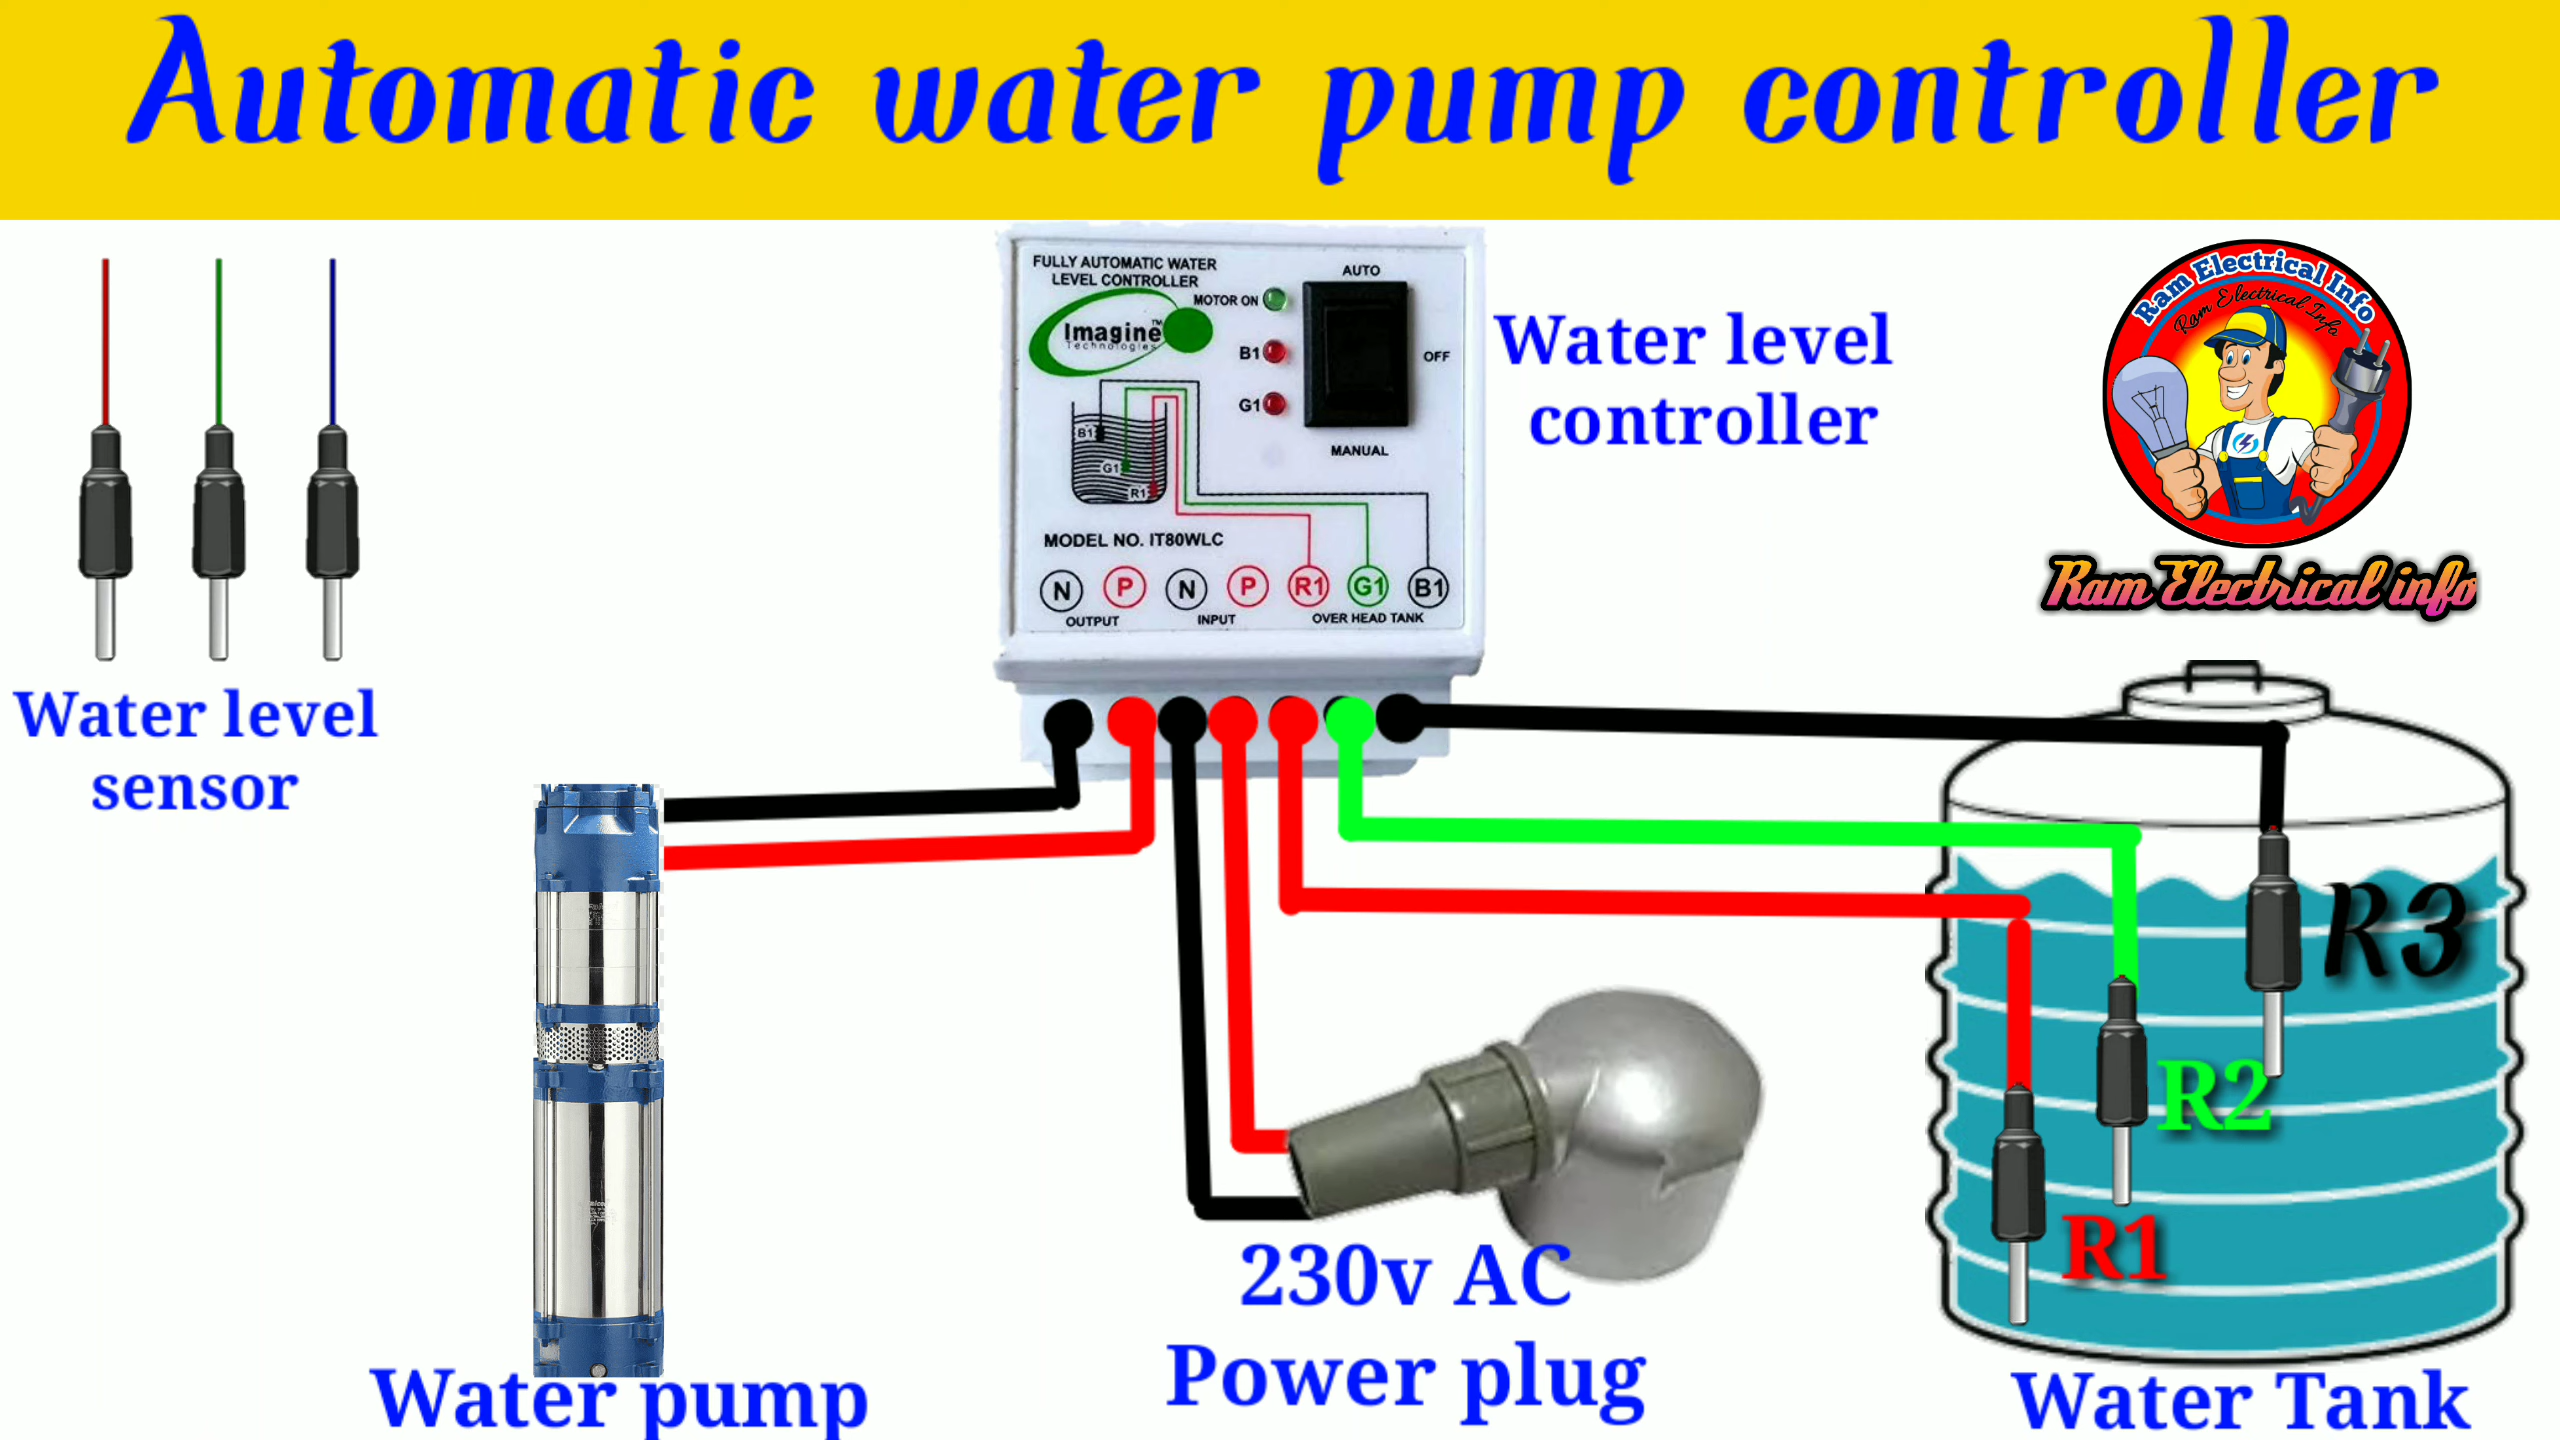 Automatic water pump controller
FULLY AUTOMATIC WATER
LEVEL CONTROLLER
MOTOR ON
AUTO
Imagine™
Technologies
B1
OFF
G1
MANUAL
B1
G1
R1
MODEL NO. IT80WLC
N P N P R1 G1 B1
OUTPUT INPUT OVER HEAD TANK
Water level
controller
Ram Electrical Info
Ram Electrical Info
Ram Electrical info
Water level
sensor
R3
R2
R1
230v AC
Power plug
Water pump
Water Tank